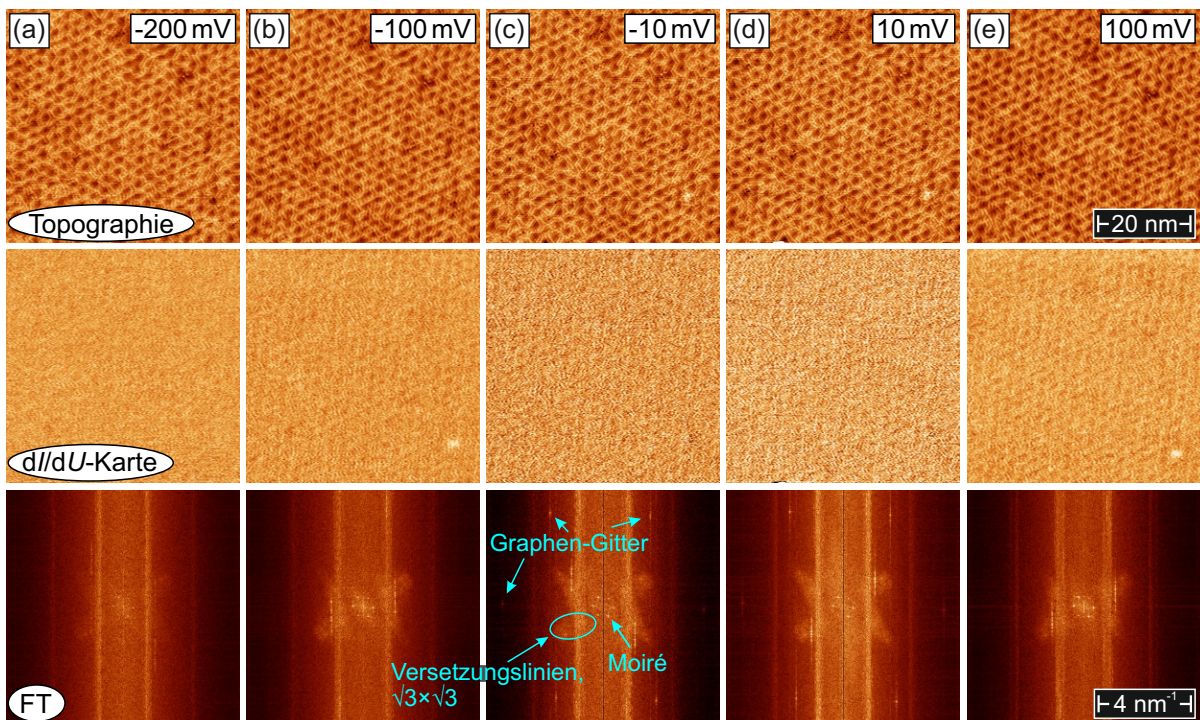 (a) -200 mV (b) -100 mV (c) -10 mV (d) 10 mV (e) 100 mV
Topographie
20 nm
dI/dU-Karte
Graphen-Gitter
Versetzungslinien,
√3×√3
Moiré
FT
4 nm⁻¹